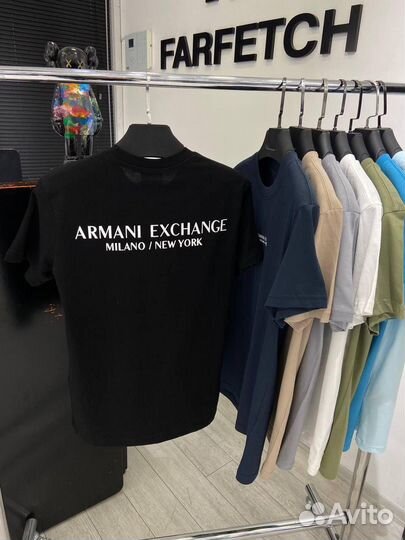 FARFETCH
ARMANI EXCHANGE
MILANO / NEW YORK
Avito